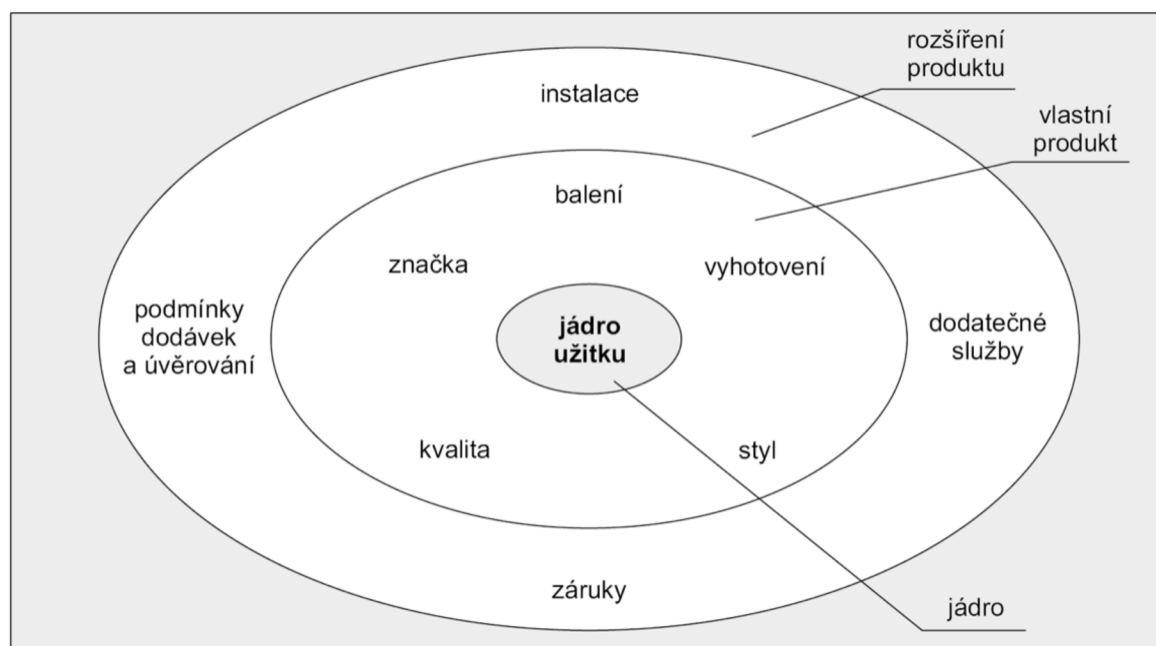 rozšíření
produktu
instalace
vlastní
produkt
balení
značka
vyhotovení
podmínky
dodávek
a úvěrování
jádro
užitku
dodatečné
služby
kvalita
styl
záruky
jádro